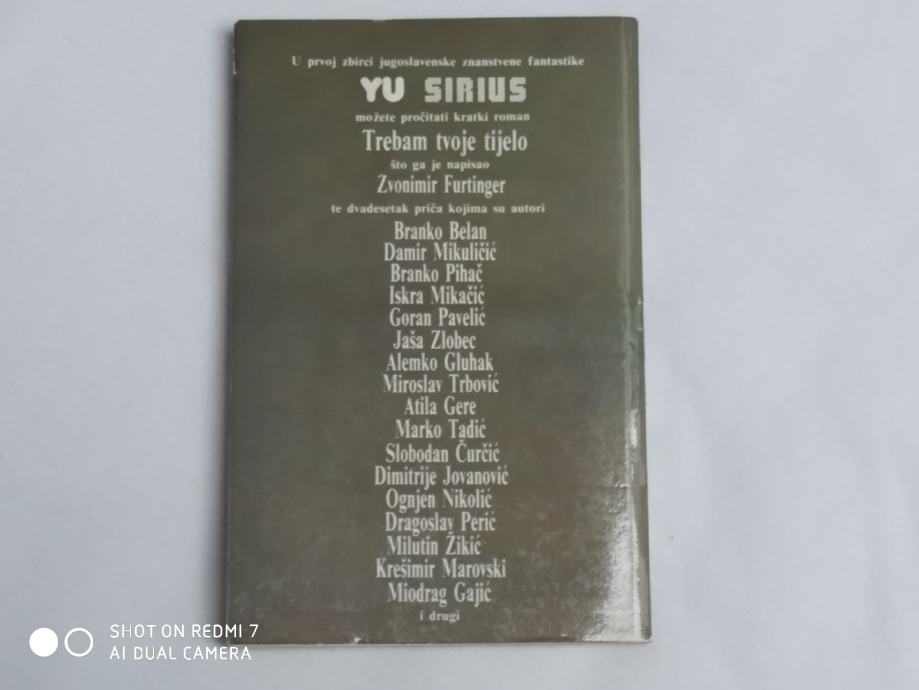 U prvoj zbirci jugoslavenske znanstvene fantastike
YU SIRIUS
možete pročitati kratki roman
Trebam tvoje tijelo
što ga je napisao
Zvonimir Furtinger
te dvadesetak priča kojima su autori
Branko Belan
Damir Mikuličić
Branko Pihač
Iskra Mikačić
Goran Pavelić
Jaša Zlobec
Alemko Gluhak
Miroslav Trbović
Atila Gere
Marko Tadić
Slobodan Ćurčić
Dimitrije Jovanović
Ognjen Nikolić
Dragoslav Perić
Milutin Žikić
Krešimir Marovski
Miodrag Gajić
i drugi
SHOT ON REDMI 7
AI DUAL CAMERA